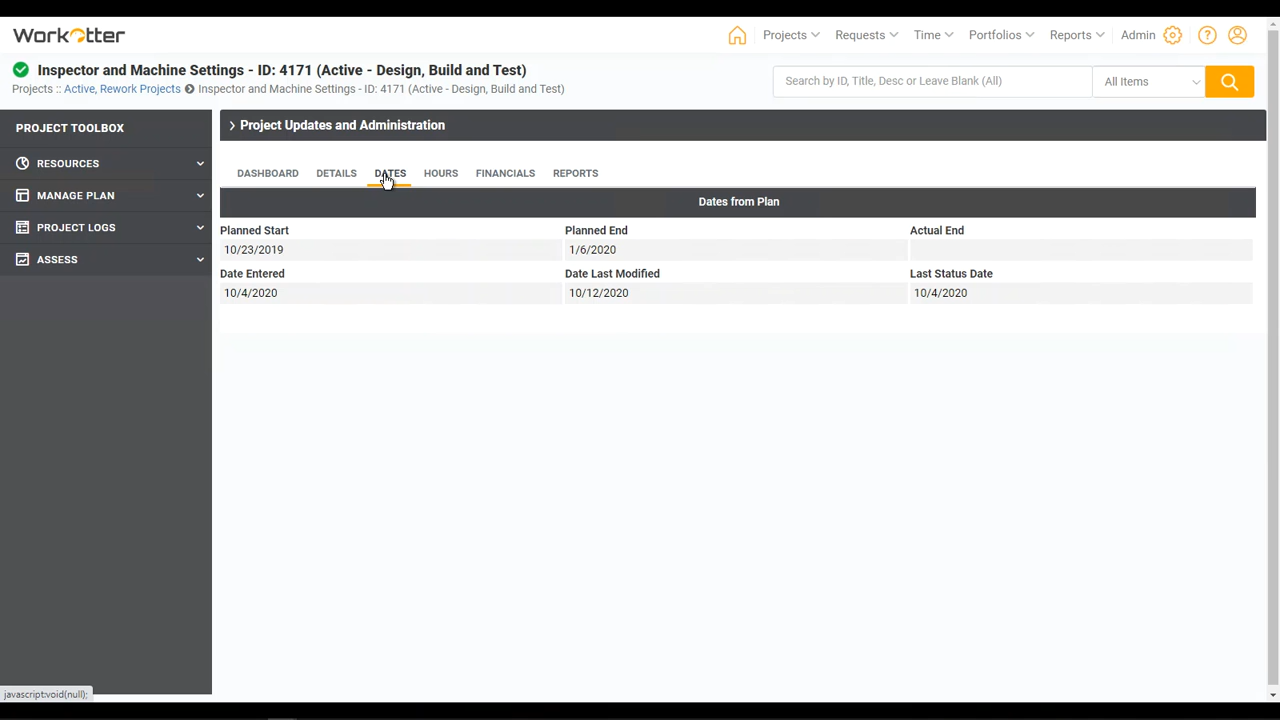 Workotter
Projects Requests Time Portfolios Reports Admin ?
Inspector and Machine Settings - ID: 4171 (Active - Design, Build and Test)
Projects :: Active, Rework Projects Inspector and Machine Settings - ID: 4171 (Active - Design, Build and Test)
Search by ID, Title, Desc or Leave Blank (All) All Items
PROJECT TOOLBOX
RESOURCES
MANAGE PLAN
PROJECT LOGS
ASSESS
Project Updates and Administration
DASHBOARD DETAILS DATES HOURS FINANCIALS REPORTS
Dates from Plan
Planned Start Planned End Actual End
10/23/2019 1/6/2020
Date Entered Date Last Modified Last Status Date
10/4/2020 10/12/2020 10/4/2020
javascript:void(null);